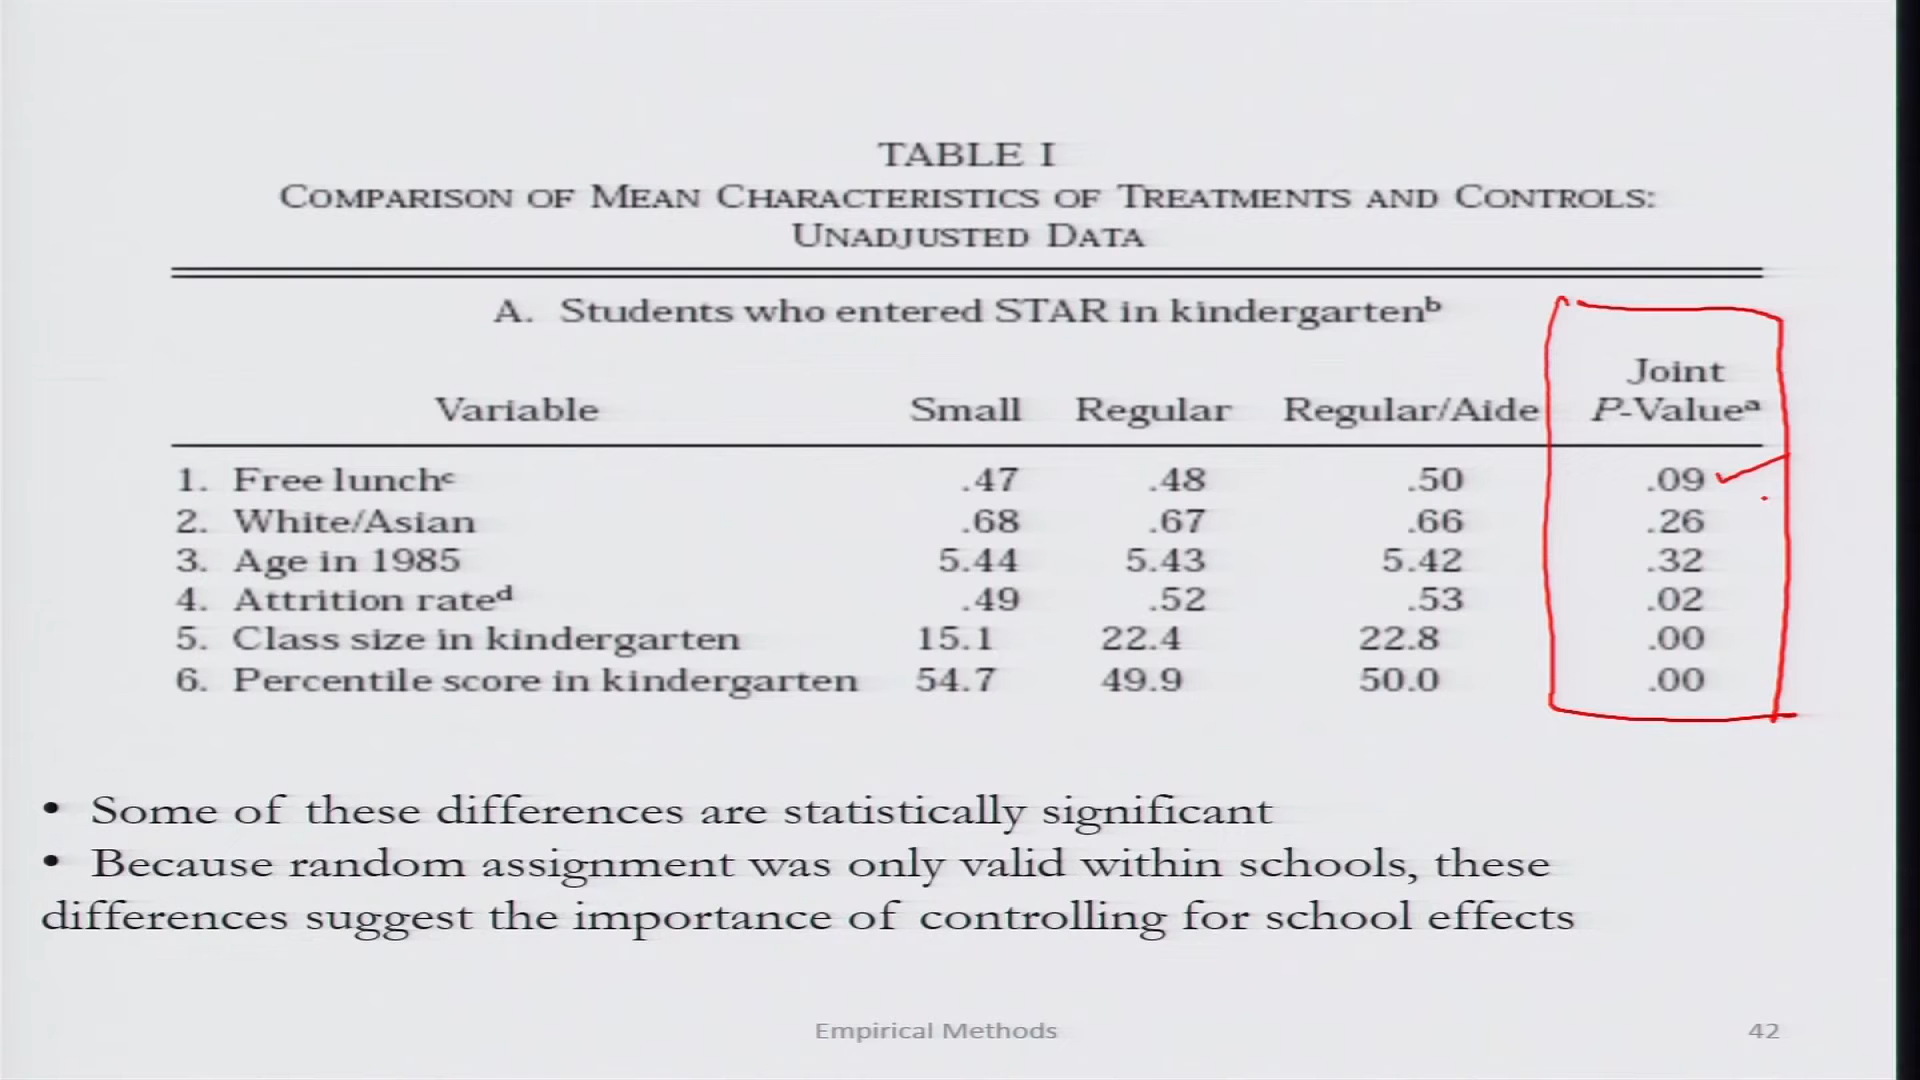 TABLE I
COMPARISON OF MEAN CHARACTERISTICS OF TREATMENTS AND CONTROLS:
UNADJUSTED DATA
A. Students who entered STAR in kindergartenᵇ
Joint
Variable Small Regular Regular/Aide P-Valueᵃ
1. Free lunchᶜ .47 .48 .50 .09
2. White/Asian .68 .67 .66 .26
3. Age in 1985 5.44 5.43 5.42 .32
4. Attrition rateᵈ .49 .52 .53 .02
5. Class size in kindergarten 15.1 22.4 22.8 .00
6. Percentile score in kindergarten 54.7 49.9 50.0 .00
• Some of these differences are statistically significant
• Because random assignment was only valid within schools, these
differences suggest the importance of controlling for school effects
Empirical Methods 42